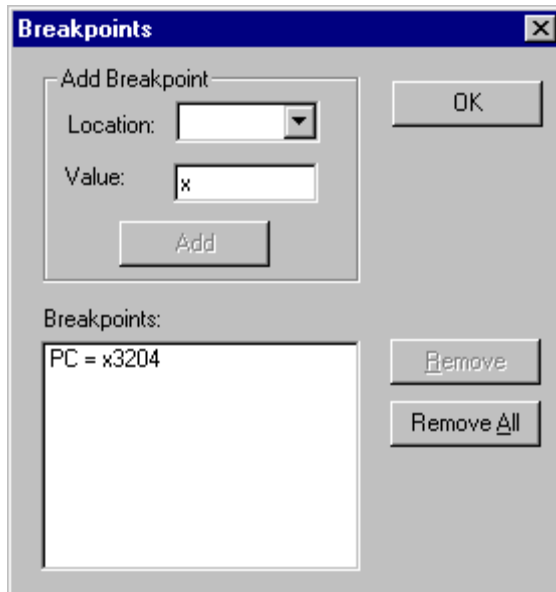 Breakpoints
Add Breakpoint
Location:
Value:
x
Add
OK
Breakpoints:
PC = x3204
Remove
Remove All